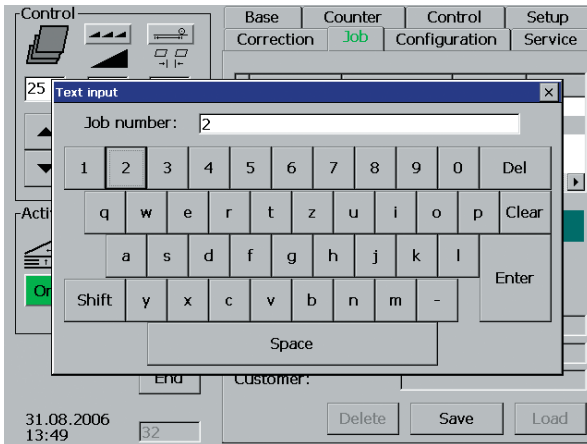 Control
Base Counter Control Setup
Correction Job Configuration Service
25
Text input
Job number: 2
1 2 3 4 5 6 7 8 9 0 Del
q w e r t z u i o p Clear
a s d f g h j k l
Enter
Shift y x c v b n m -
Space
End
Customer:
Delete Save Load
31.08.2006
13:49
32